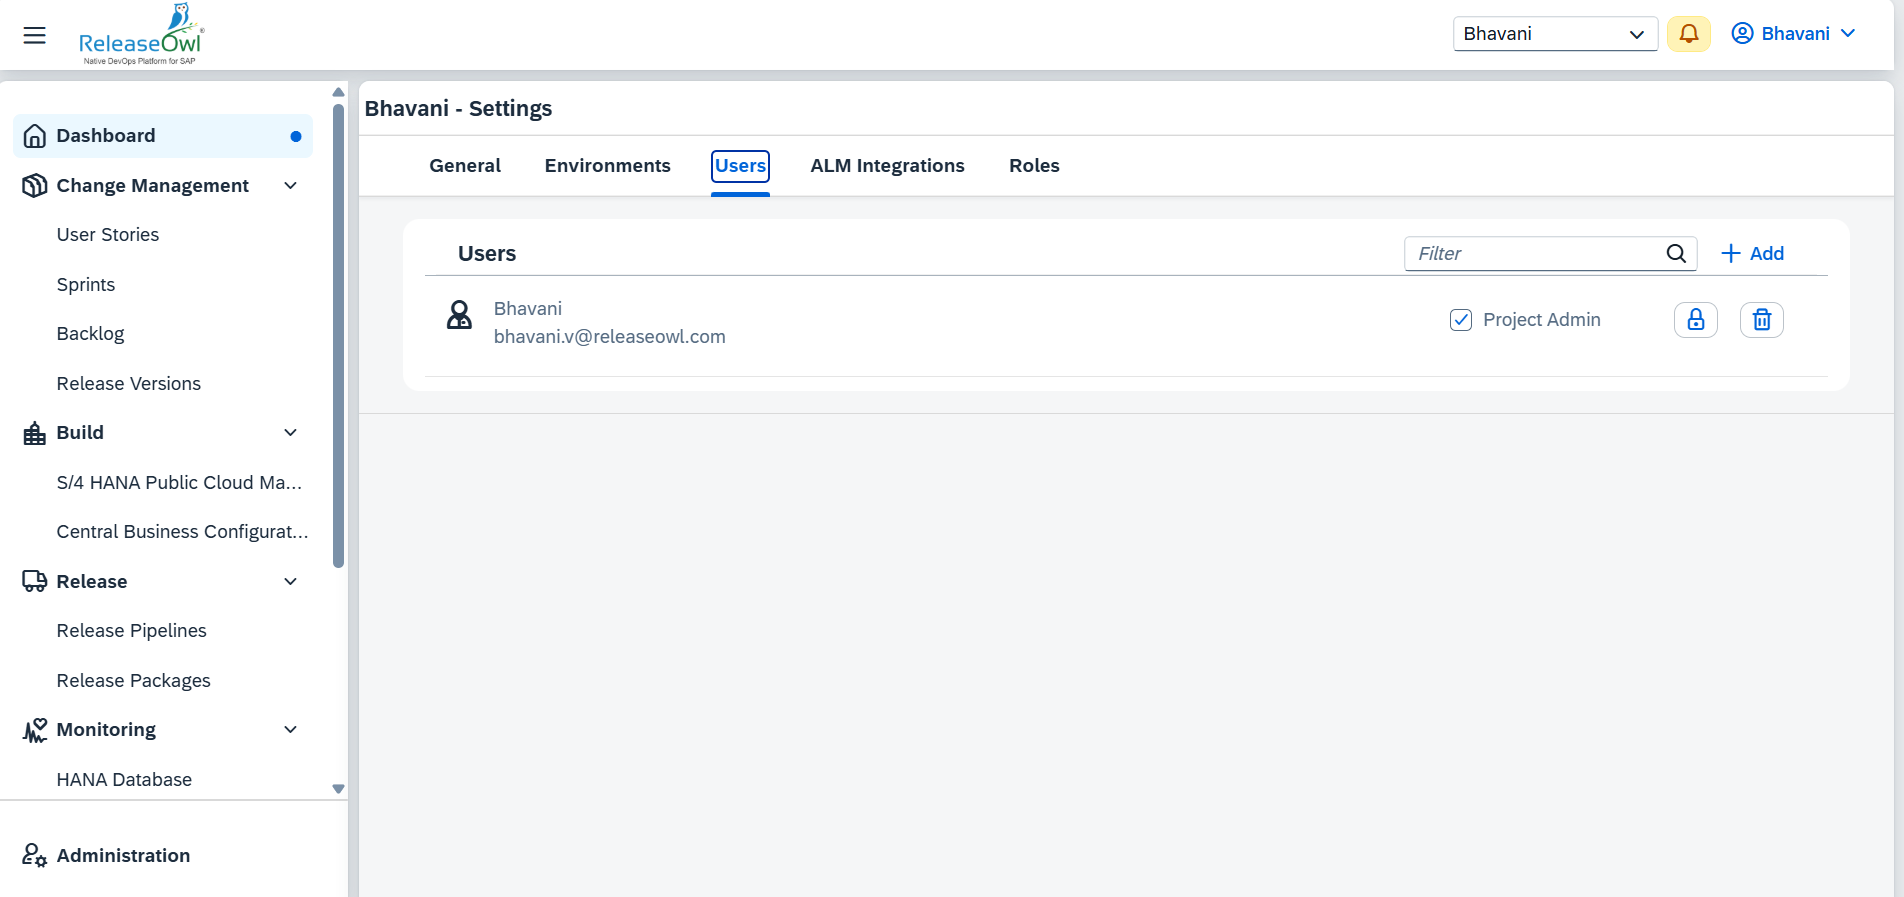 ReleaseOwl®
Native DevOps Platform for SAP
Bhavani
Bhavani
Dashboard
Change Management
User Stories
Sprints
Backlog
Release Versions
Build
S/4 HANA Public Cloud Ma...
Central Business Configurat...
Release
Release Pipelines
Release Packages
Monitoring
HANA Database
Administration
Bhavani - Settings
General
Environments
Users
ALM Integrations
Roles
Users
Filter
Add
Bhavani
bhavani.v@releaseowl.com
Project Admin